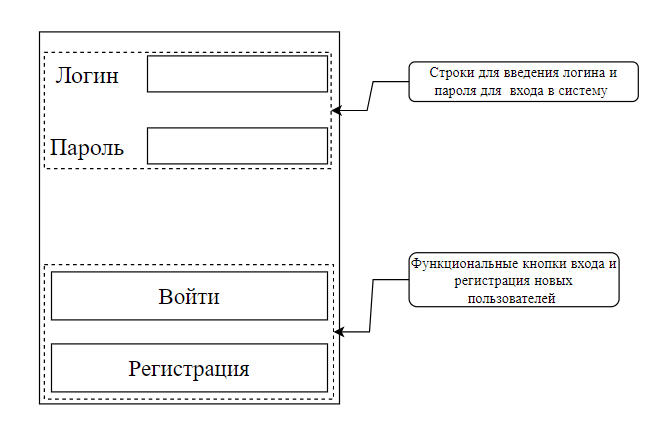 Логин
Пароль
Строки для введения логина и
пароля для входа в систему
Войти
Регистрация
Функциональные кнопки входа и
регистрация новых
пользователей